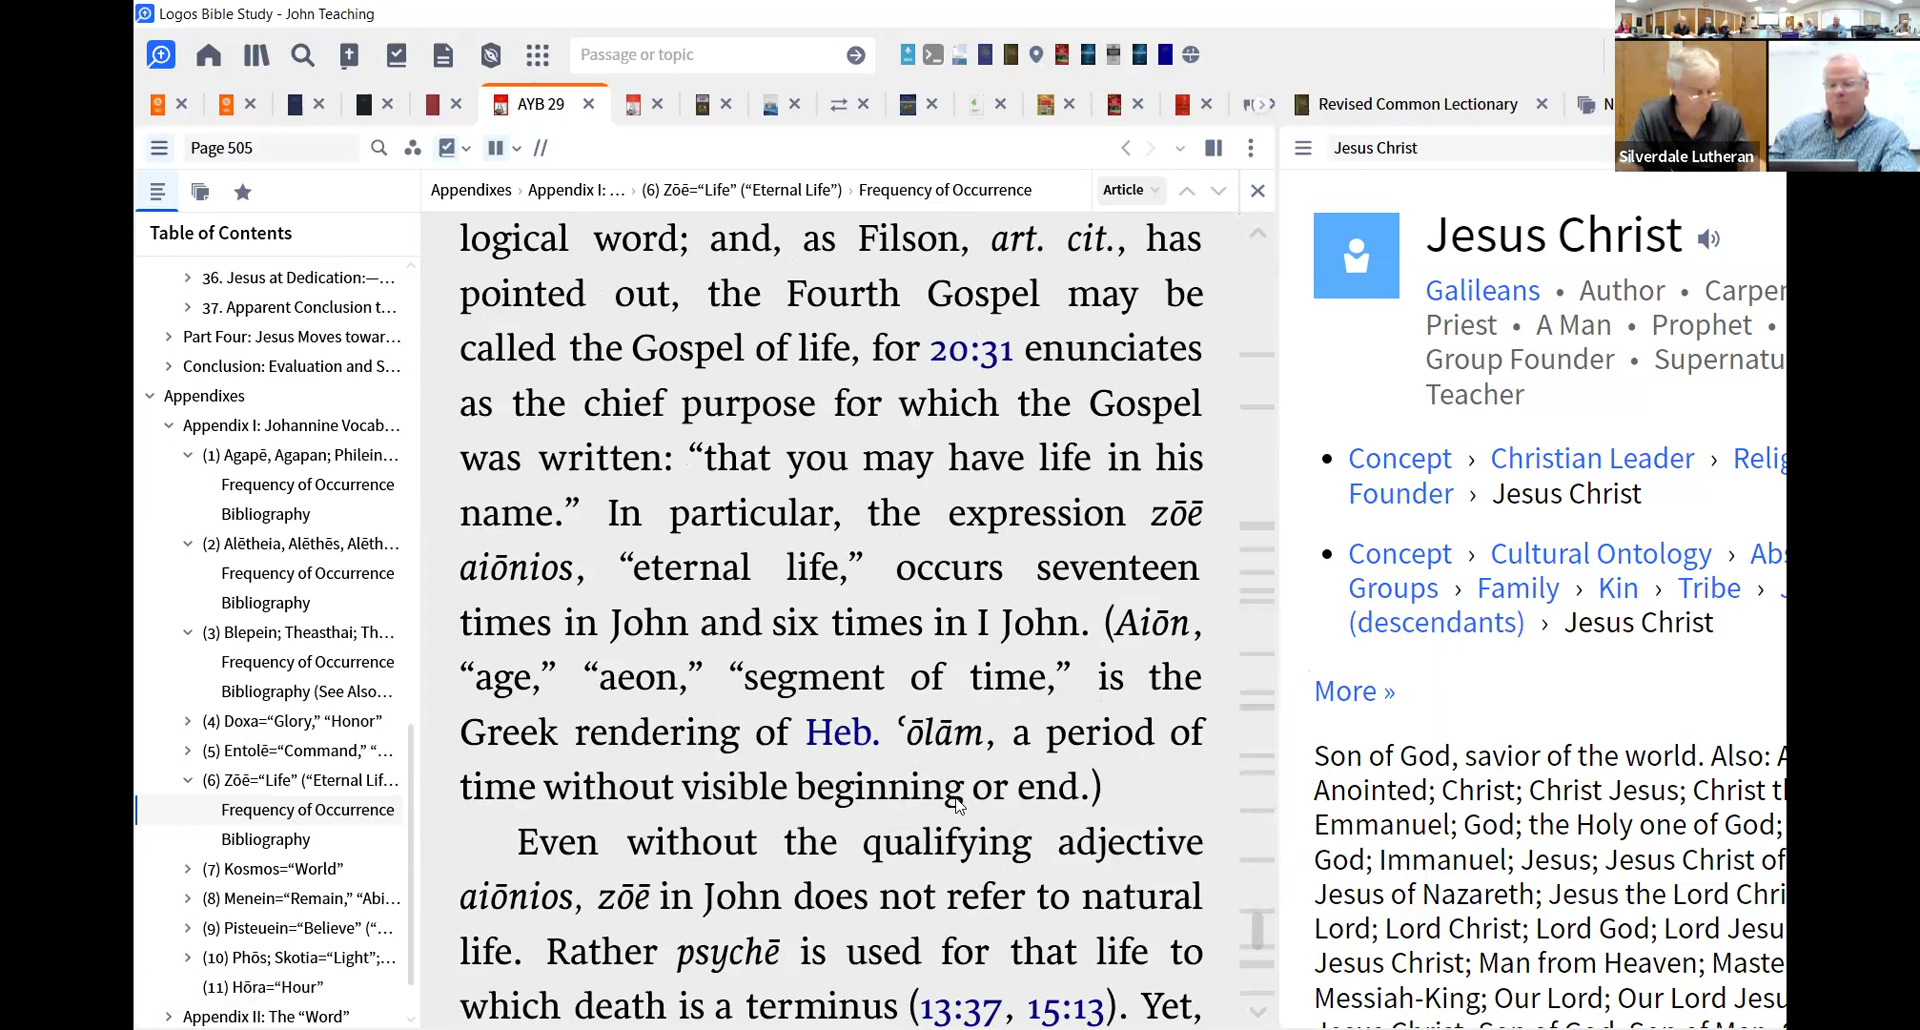 Logos Bible Study - John Teaching
Passage or topic
AYB 29
Revised Common Lectionary
N
Page 505
Jesus Christ
Silverdale Lutheran
Appendixes › Appendix I: ... › (6) Zōē=“Life” (“Eternal Life”) › Frequency of Occurrence
Article
Table of Contents
36. Jesus at Dedication:—...
37. Apparent Conclusion t...
Part Four: Jesus Moves towar...
Conclusion: Evaluation and S...
Appendixes
Appendix I: Johannine Vocab...
(1) Agapē, Agapan; Philein...
Frequency of Occurrence
Bibliography
(2) Alētheia, Alēthēs, Alēth...
Frequency of Occurrence
Bibliography
(3) Blepein; Theasthai; Th...
Frequency of Occurrence
Bibliography (See Also...
(4) Doxa=“Glory,” “Honor”
(5) Entolē=“Command,” “...
(6) Zōē=“Life” (“Eternal Lif...
Frequency of Occurrence
Bibliography
(7) Kosmos=“World”
(8) Menein=“Remain,” “Abi...
(9) Pisteuein=“Believe” (“...
(10) Phōs; Skotia=“Light”;...
(11) Hōra=“Hour”
Appendix II: The “Word”
logical word; and, as Filson, art. cit., has
pointed out, the Fourth Gospel may be
called the Gospel of life, for 20:31 enunciates
as the chief purpose for which the Gospel
was written: “that you may have life in his
name.” In particular, the expression zōē
aiōnios, “eternal life,” occurs seventeen
times in John and six times in I John. (Aiōn,
“age,” “aeon,” “segment of time,” is the
Greek rendering of Heb. ʿōlām, a period of
time without visible beginning or end.)
Even without the qualifying adjective
aiōnios, zōē in John does not refer to natural
life. Rather psychē is used for that life to
which death is a terminus (13:37, 15:13). Yet,
Jesus Christ
Galileans • Author • Carper
Priest • A Man • Prophet •
Group Founder • Supernatu
Teacher
• Concept › Christian Leader › Relig
Founder › Jesus Christ
• Concept › Cultural Ontology › Abs
Groups › Family › Kin › Tribe ›
(descendants) › Jesus Christ
More »
Son of God, savior of the world. Also: A
Anointed; Christ; Christ Jesus; Christ t
Emmanuel; God; the Holy one of God;
God; Immanuel; Jesus; Jesus Christ of
Jesus of Nazareth; Jesus the Lord Chri
Lord; Lord Christ; Lord God; Lord Jesu
Jesus Christ; Man from Heaven; Maste
Messiah-King; Our Lord; Our Lord Jesu